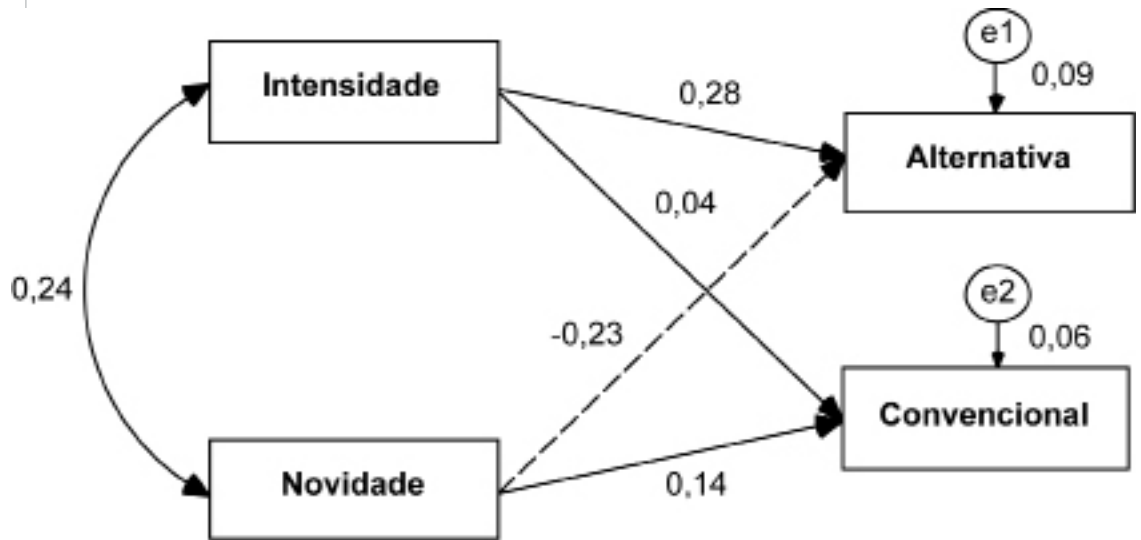 e1
Intensidade
0,28
0,09
Alternativa
0,04
0,24
e2
-0,23
0,06
Convencional
Novidade
0,14